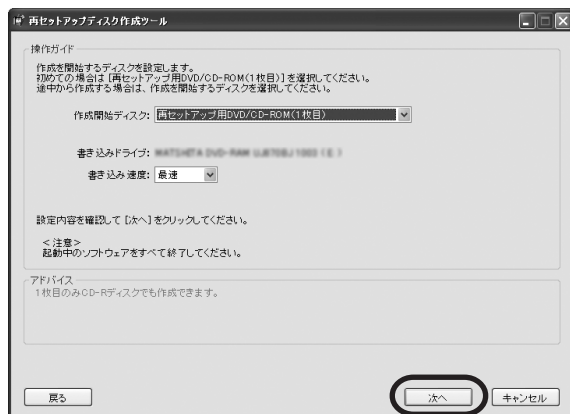 再セットアップディスク作成ツール
操作ガイド
作成を開始するディスクを設定します。
初めての場合は [再セットアップ用DVD/CD-ROM(1枚目)] を選択してください。
途中から作成する場合は、作成を開始するディスクを選択してください。
作成開始ディスク: 再セットアップ用DVD/CD-ROM(1枚目)
書き込みドライブ:
書き込み速度: 最速
設定内容を確認して [次へ] をクリックしてください。
<注意>
起動中のソフトウェアをすべて終了してください。
アドバイス
1枚目のみCD-Rディスクでも作成できます。
戻る 次へ キャンセル